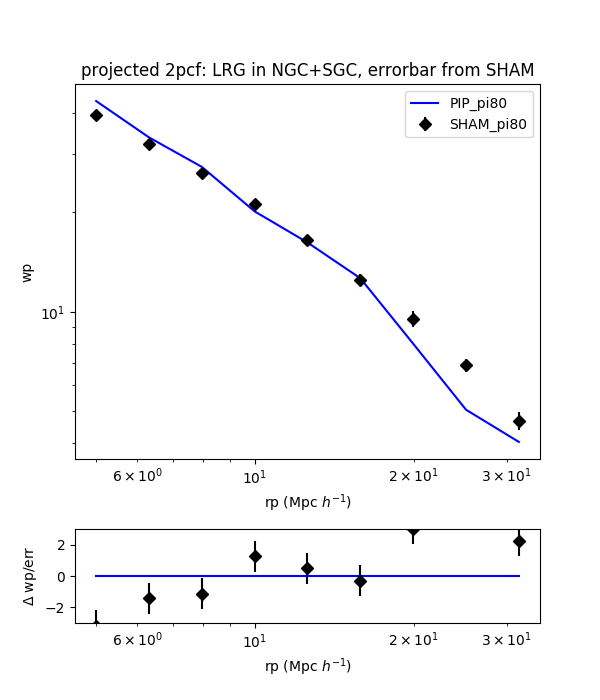 projected 2pcf: LRG in NGC+SGC, errorbar from SHAM
PIP_pi80
SHAM_pi80
wp
10¹
6 × 10⁰ 10¹ 2 × 10¹ 3 × 10¹
rp (Mpc h⁻¹)
Δ wp/err
2
0
−2
6 × 10⁰ 10¹ 2 × 10¹ 3 × 10¹
rp (Mpc h⁻¹)